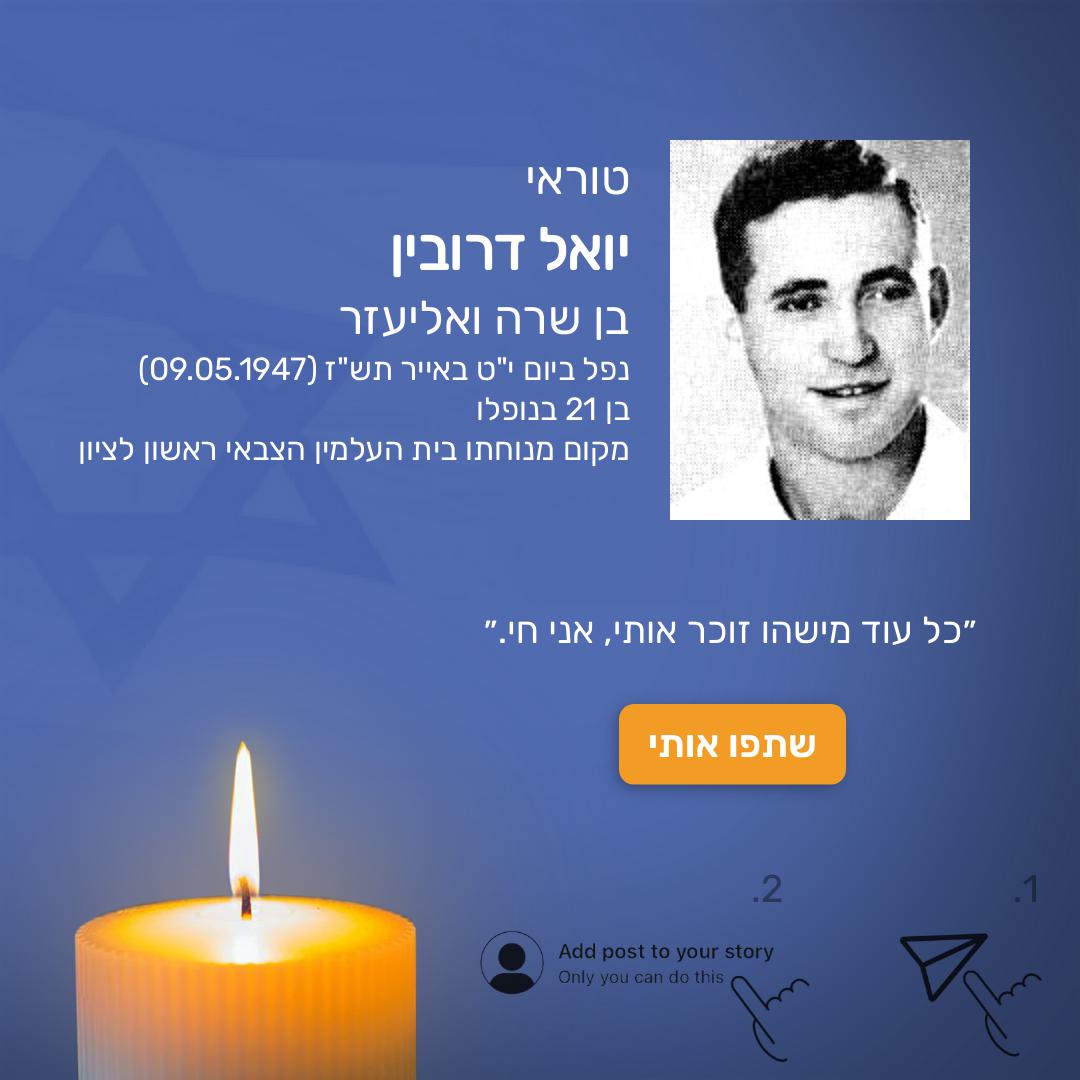 טוראי
יואל דרובין
בן שרה ואליעזר
נפל ביום י"ט באייר תש"ז (09.05.1947)
בן 21 בנופלו
מקום מנוחתו בית העלמין הצבאי ראשון לציון
״כל עוד מישהו זוכר אותי, אני חי.״
שתפו אותי
1.
2.
Add post to your story
Only you can do this